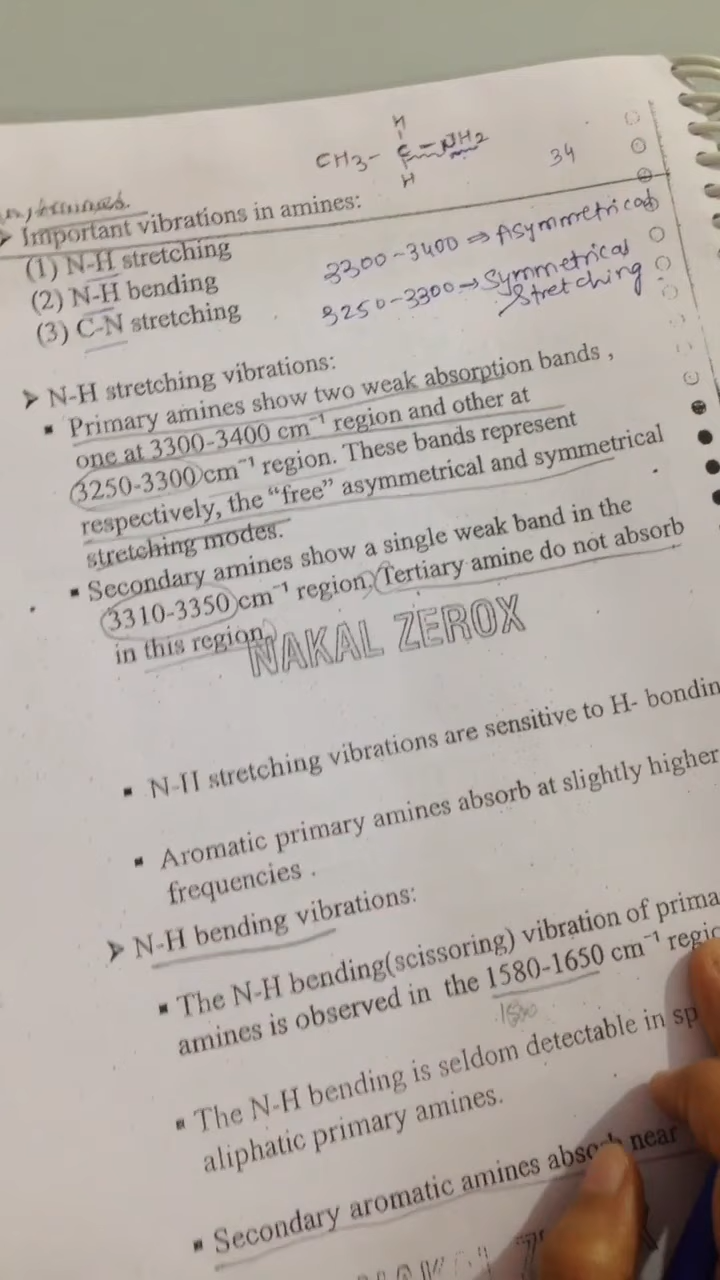 H
CH3- C-NH2
H
34
Important vibrations in amines:
(1) N-H stretching
(2) N-H bending
(3) C-N stretching
3300-3400 ⇒ Asymmetrical
3250-3300 → Symmetrical
stretching.
➤ N-H stretching vibrations:
▪ Primary amines show two weak absorption bands ,
one at 3300-3400 cm⁻¹ region and other at
3250-3300 cm⁻¹ region. These bands represent
respectively, the “free” asymmetrical and symmetrical
stretching modes.
▪ Secondary amines show a single weak band in the
3310-3350 cm⁻¹ region. Tertiary amine do not absorb
in this region.
NAKAL ZEROX
▪ N-H stretching vibrations are sensitive to H- bondin
▪ Aromatic primary amines absorb at slightly higher
frequencies .
➤ N-H bending vibrations:
▪ The N-H bending(scissoring) vibration of prima
amines is observed in the 1580-1650 cm⁻¹ regio
▪ The N-H bending is seldom detectable in sp
aliphatic primary amines.
▪ Secondary aromatic amines absorb near